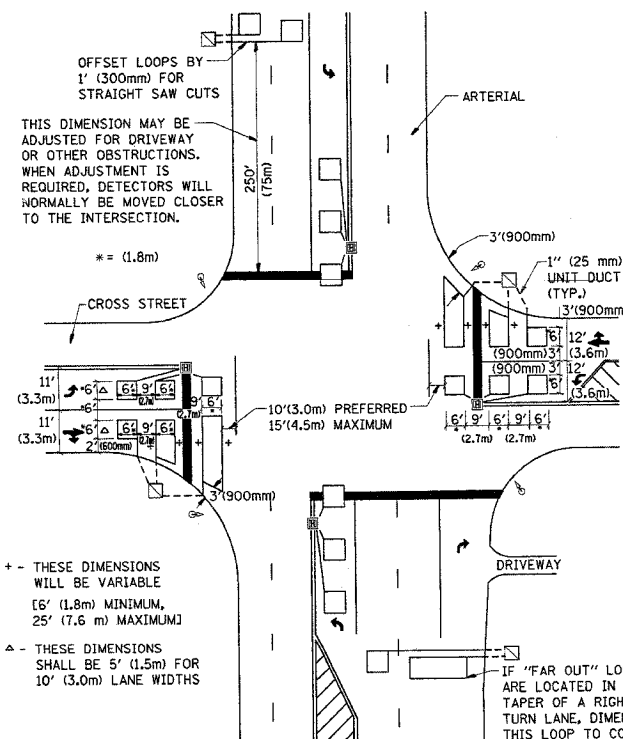 OFFSET LOOPS BY
1' (300mm) FOR
STRAIGHT SAW CUTS
ARTERIAL
THIS DIMENSION MAY BE
ADJUSTED FOR DRIVEWAY
OR OTHER OBSTRUCTIONS.
WHEN ADJUSTMENT IS
REQUIRED, DETECTORS WILL
NORMALLY BE MOVED CLOSER
TO THE INTERSECTION.
250'
(75m)
* = (1.8m)
3'(900mm)
1" (25 mm)
UNIT DUCT
(TYP.)
CROSS STREET
3'(900mm)
6'
12'
(900mm) 3'
(3.6m)
(900mm) 3'
12'
6'
(3.6m)
11'
(3.3m)
*6'
△
6' 9' 6'
(2.7m)
*6'
9' 6'
(2.7m)
11'
(3.3m)
*6'
△
6' 9' 6'
(2.7m)
2' (600mm)
10'(3.0m) PREFERRED
15'(4.5m) MAXIMUM
6' 9' 6' 9' 6'
(2.7m) (2.7m)
3'(900mm)
DRIVEWAY
+ - THESE DIMENSIONS
WILL BE VARIABLE
[6' (1.8m) MINIMUM,
25' (7.6 m) MAXIMUM]
△ - THESE DIMENSIONS
SHALL BE 5' (1.5m) FOR
10' (3.0m) LANE WIDTHS
IF "FAR OUT" LO
ARE LOCATED IN
TAPER OF A RIGH
TURN LANE, DIMEN
THIS LOOP TO CO